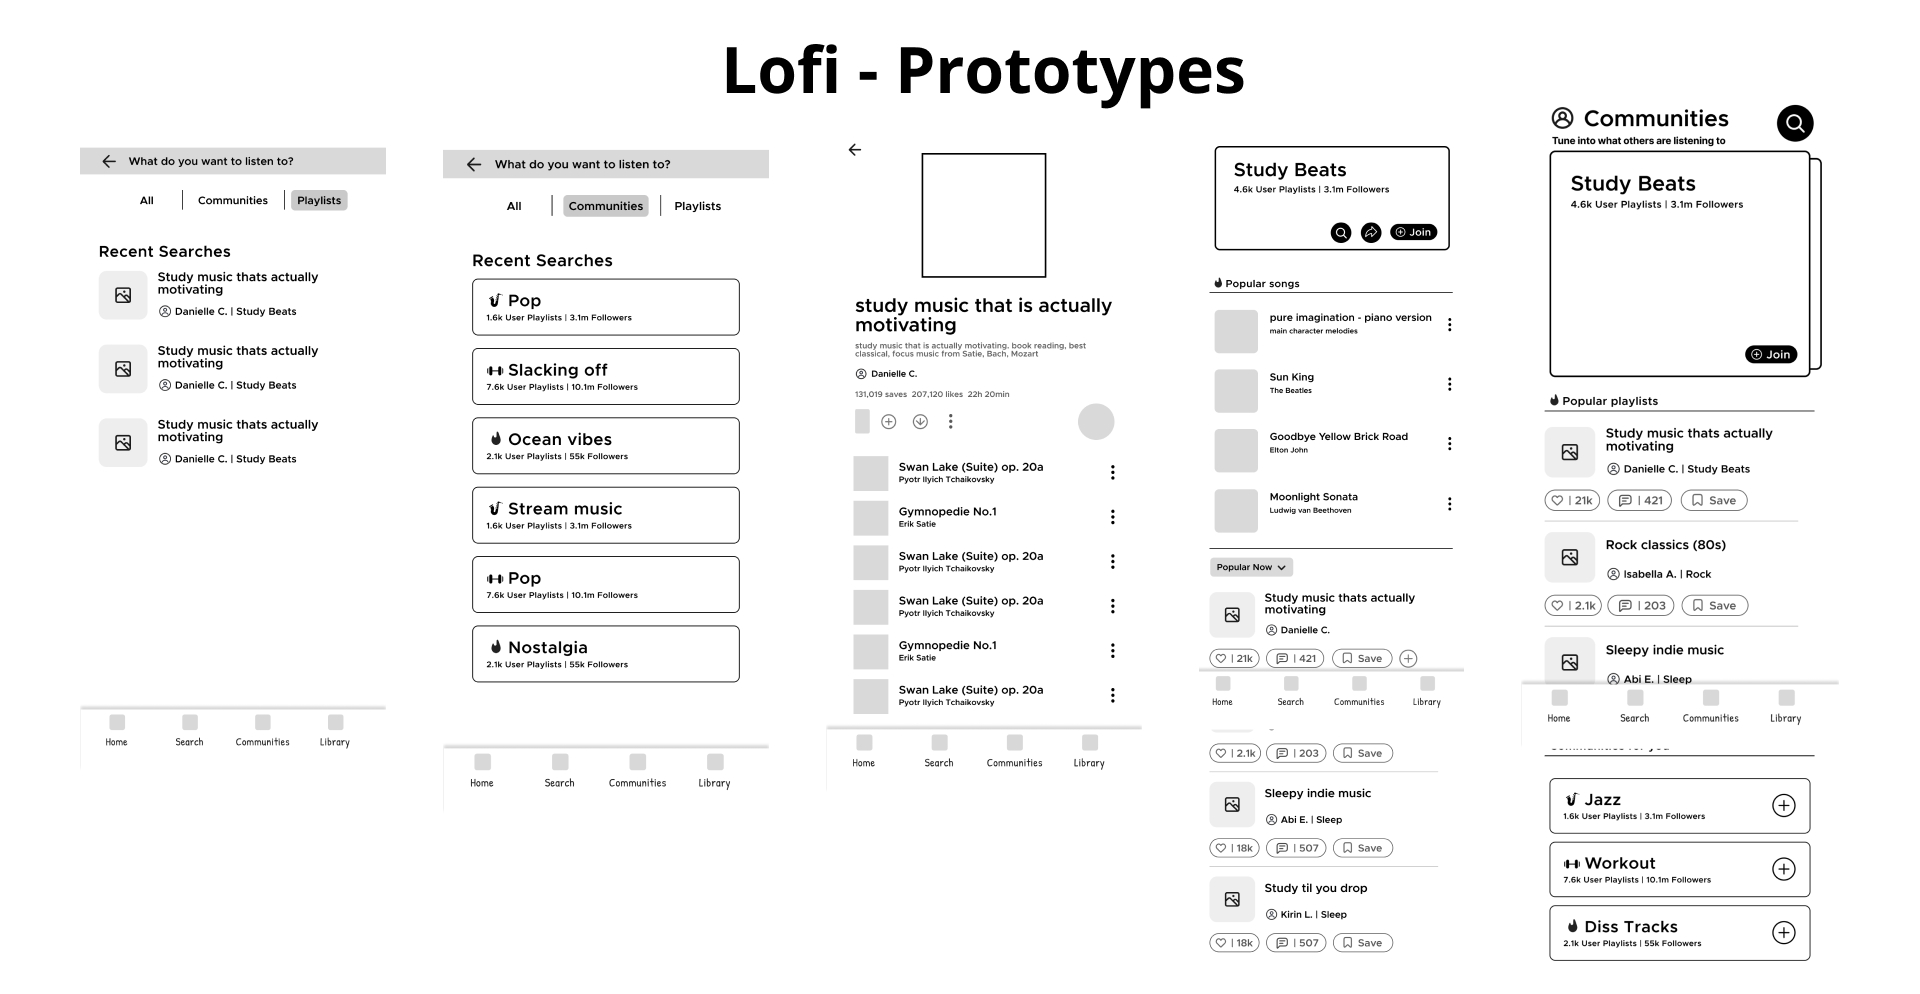 Lofi - Prototypes
What do you want to listen to?
All
Communities
Playlists
Recent Searches
Study music thats actually
motivating
Danielle C. | Study Beats
Study music thats actually
motivating
Danielle C. | Study Beats
Study music thats actually
motivating
Danielle C. | Study Beats
Home
Search
Communities
Library
What do you want to listen to?
All
Communities
Playlists
Recent Searches
Pop
1.6k User Playlists | 3.1m Followers
Slacking off
7.6k User Playlists | 10.1m Followers
Ocean vibes
2.1k User Playlists | 55k Followers
Stream music
1.6k User Playlists | 3.1m Followers
Pop
7.6k User Playlists | 10.1m Followers
Nostalgia
2.1k User Playlists | 55k Followers
Home
Search
Communities
Library
study music that is actually
motivating
study music that is actually motivating. book reading, best
classical, focus music from Satie, Bach, Mozart
Danielle C.
131,019 saves 207,120 likes 22h 20min
Swan Lake (Suite) op. 20a
Pyotr Ilyich Tchaikovsky
Gymnopedie No.1
Erik Satie
Swan Lake (Suite) op. 20a
Pyotr Ilyich Tchaikovsky
Swan Lake (Suite) op. 20a
Pyotr Ilyich Tchaikovsky
Gymnopedie No.1
Erik Satie
Swan Lake (Suite) op. 20a
Pyotr Ilyich Tchaikovsky
Home
Search
Communities
Library
Study Beats
4.6k User Playlists | 3.1m Followers
Join
Popular songs
pure imagination - piano version
main character melodies
Sun King
The Beatles
Goodbye Yellow Brick Road
Elton John
Moonlight Sonata
Ludwig van Beethoven
Popular Now
Study music thats actually
motivating
Danielle C.
| 21k
| 421
Save
Home
Search
Communities
Library
| 2.1k
| 203
Save
Sleepy indie music
Abi E. | Sleep
| 18k
| 507
Save
Study til you drop
Kirin L. | Sleep
| 18k
| 507
Save
Communities
Tune into what others are listening to
Study Beats
4.6k User Playlists | 3.1m Followers
Join
Popular playlists
Study music thats actually
motivating
Danielle C. | Study Beats
| 21k
| 421
Save
Rock classics (80s)
Isabella A. | Rock
| 2.1k
| 203
Save
Sleepy indie music
Abi E. | Sleep
Home
Search
Communities
Library
Jazz
1.6k User Playlists | 3.1m Followers
Workout
7.6k User Playlists | 10.1m Followers
Diss Tracks
2.1k User Playlists | 55k Followers